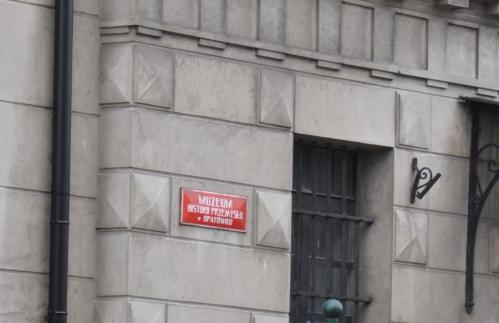 MUZEUM
HISTORII PRZEMYSŁU
w OPATÓWKU